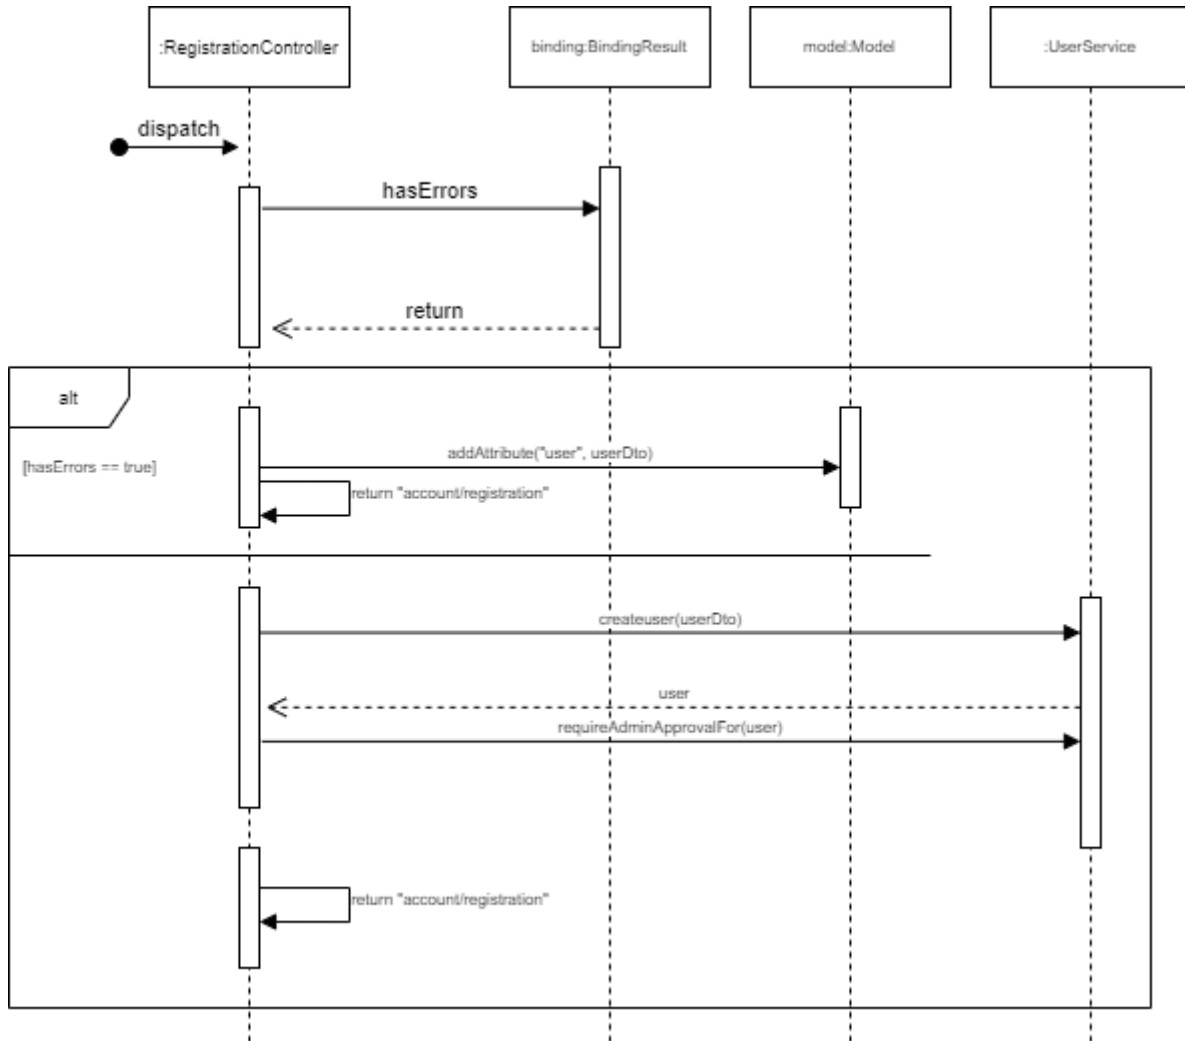 :RegistrationController
binding:BindingResult
model:Model
:UserService
dispatch
hasErrors
return
alt
[hasErrors == true]
addAttribute("user", userDto)
return "account/registration"
createuser(userDto)
user
requireAdminApprovalFor(user)
return "account/registration"